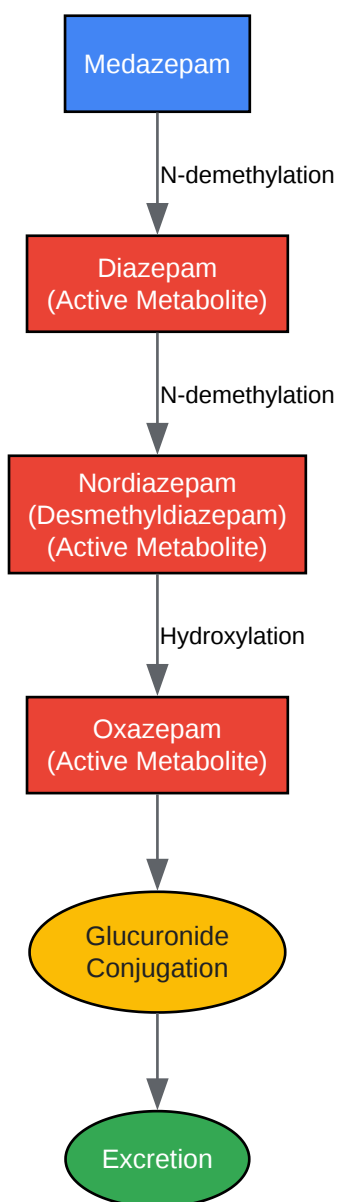 Medazepam
N-demethylation
Diazepam
(Active Metabolite)
N-demethylation
Nordiazepam
(Desmethyldiazepam)
(Active Metabolite)
Hydroxylation
Oxazepam
(Active Metabolite)
Glucuronide
Conjugation
Excretion